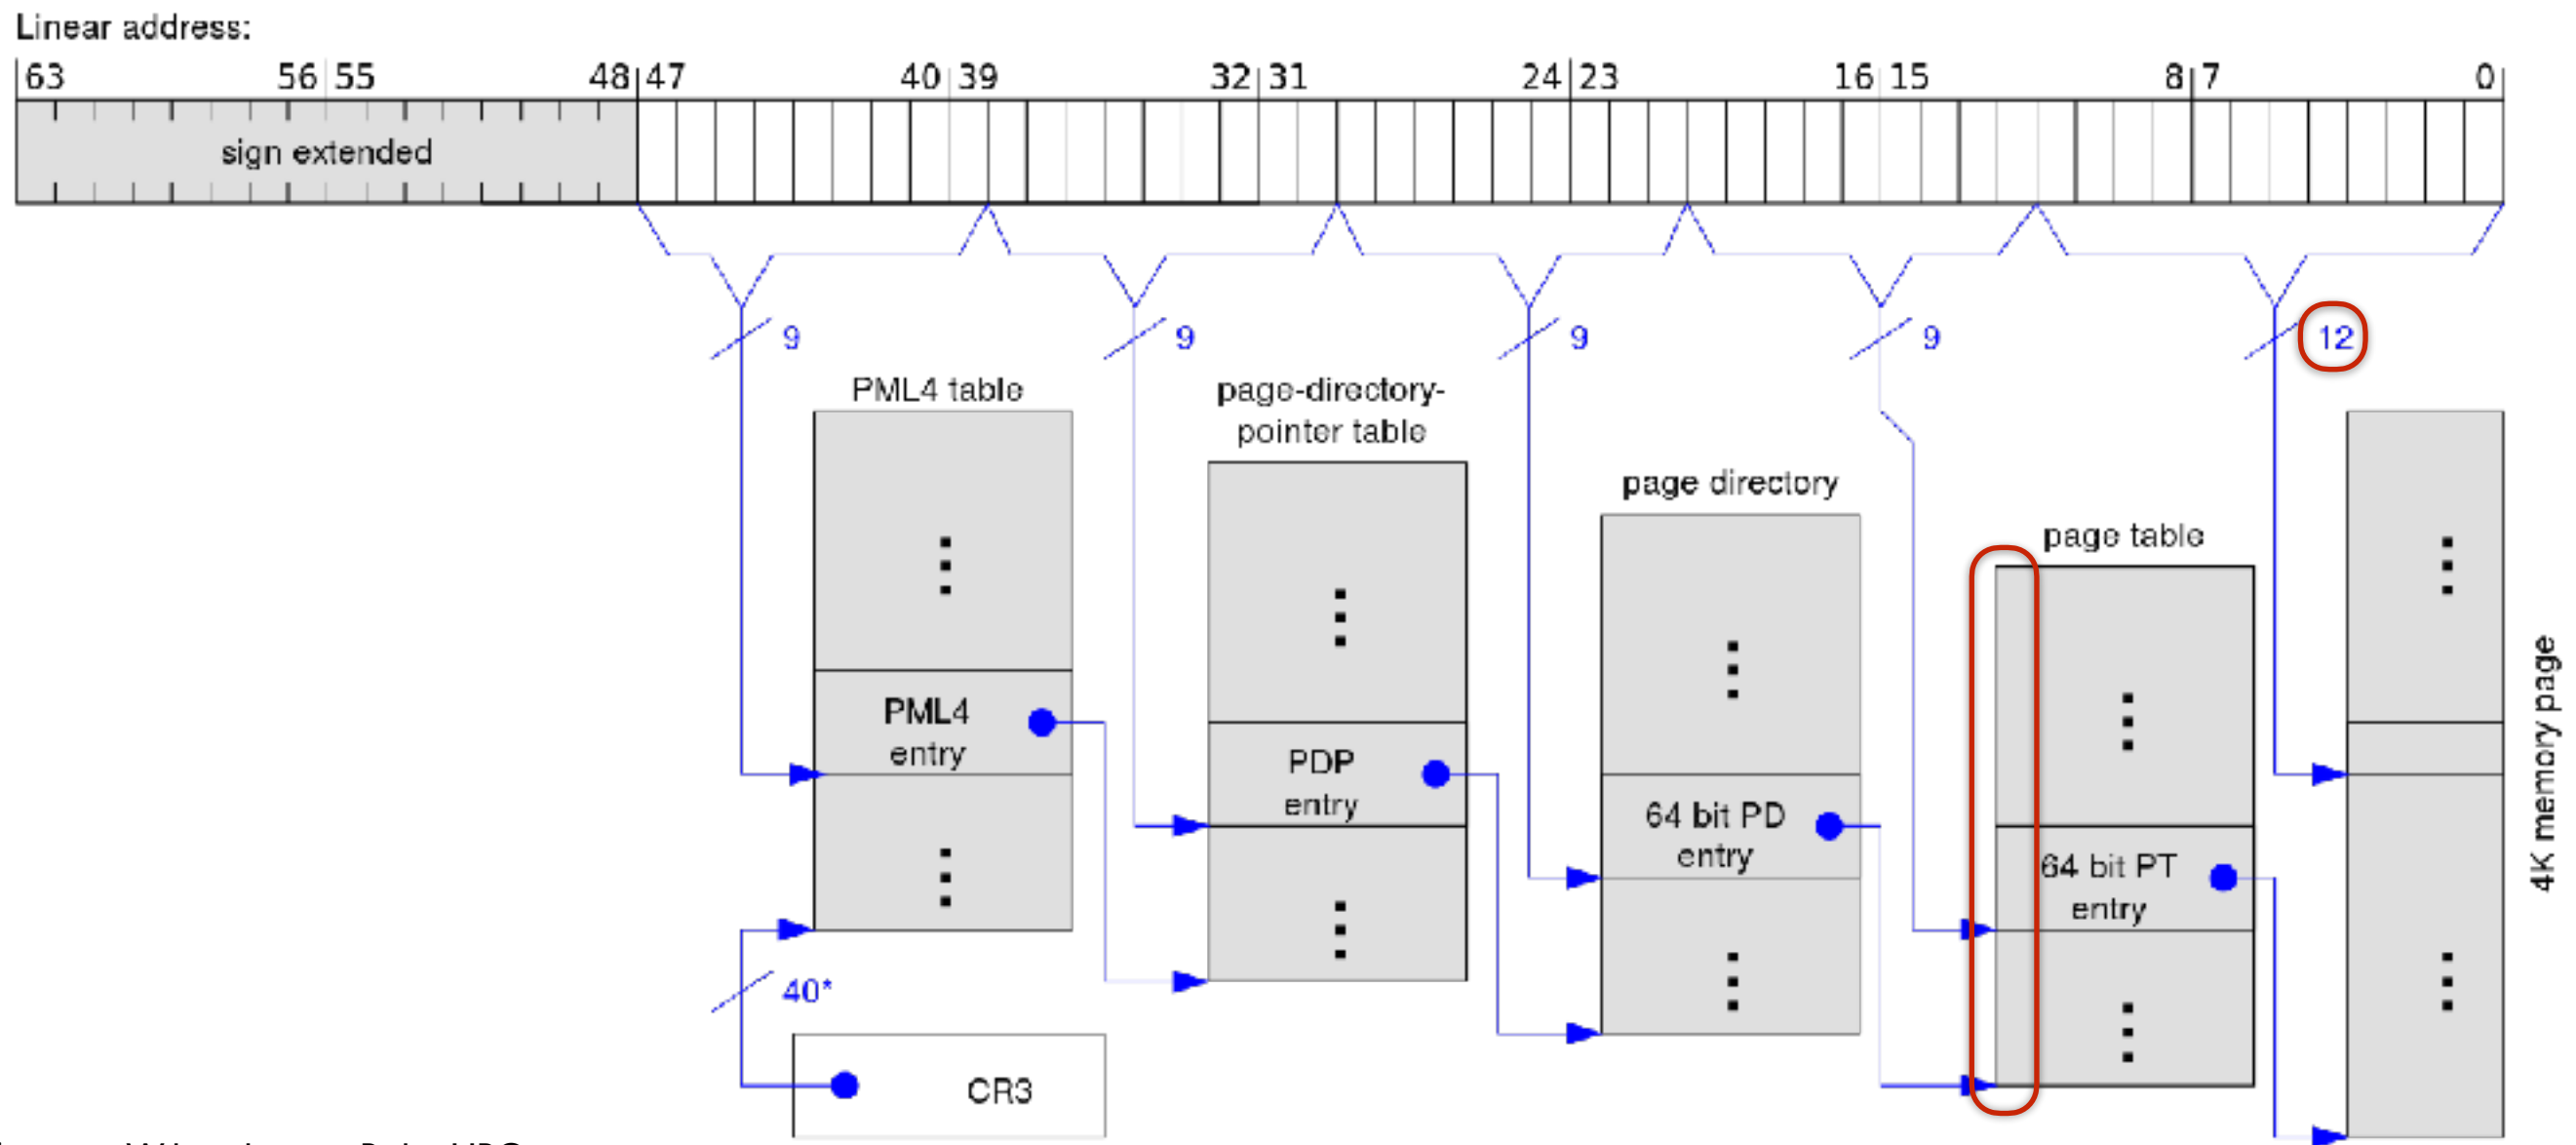 Linear address:
63 56 55 48 47 40 39 32 31 24 23 16 15 8 7 0
sign extended
9 9 9 9 12
PML4 table
page-directory-
pointer table
page directory
page table
PML4
entry
PDP
entry
64 bit PD
entry
64 bit PT
entry
4K memory page
40*
CR3